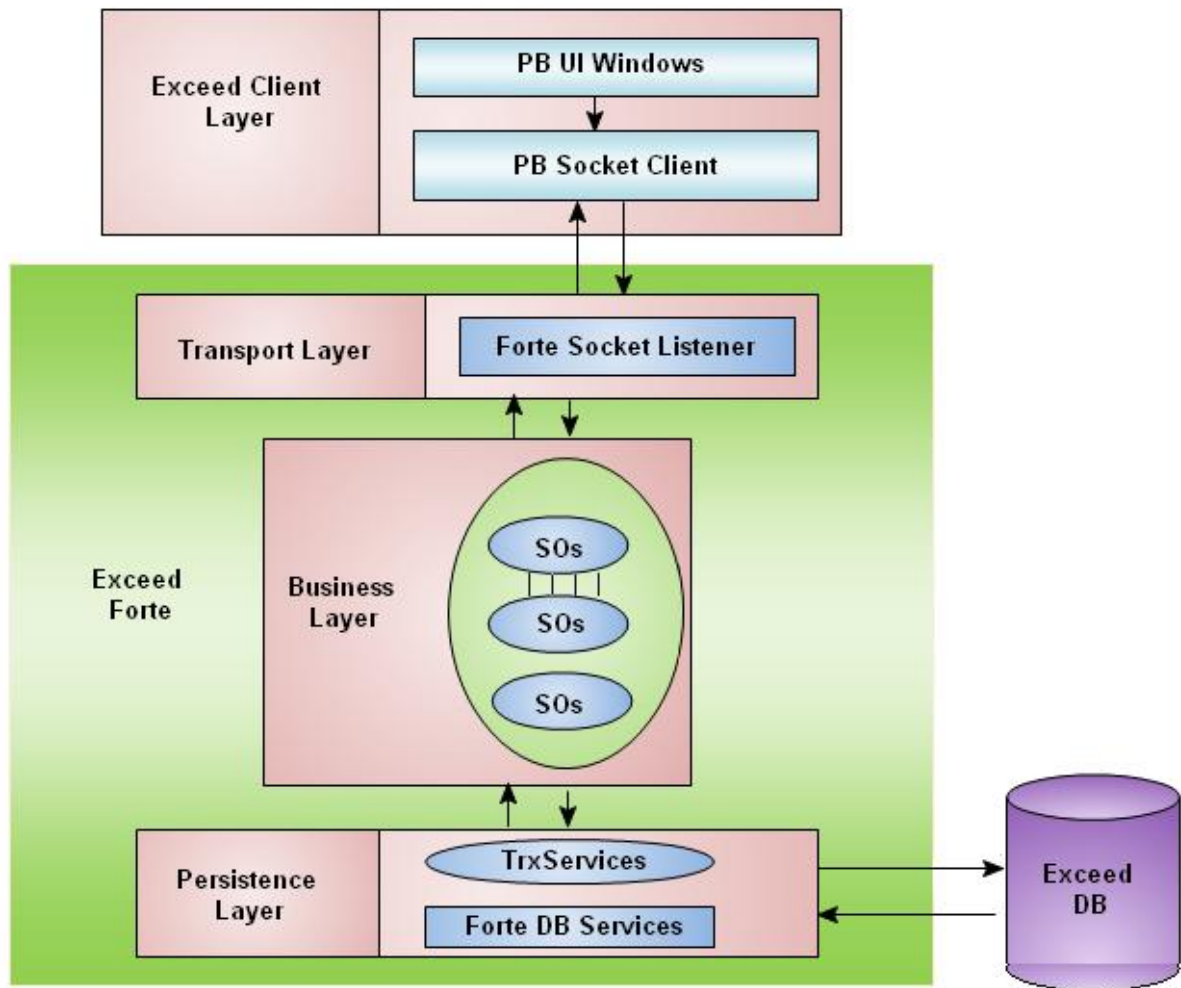 PB UI Windows
Exceed Client
Layer
PB Socket Client
Transport Layer
Forte Socket Listener
SOs
Exceed
Forte
Business
Layer
SOs
SOs
TrxServices
Persistence
Layer
Forte DB Services
Exceed
DB